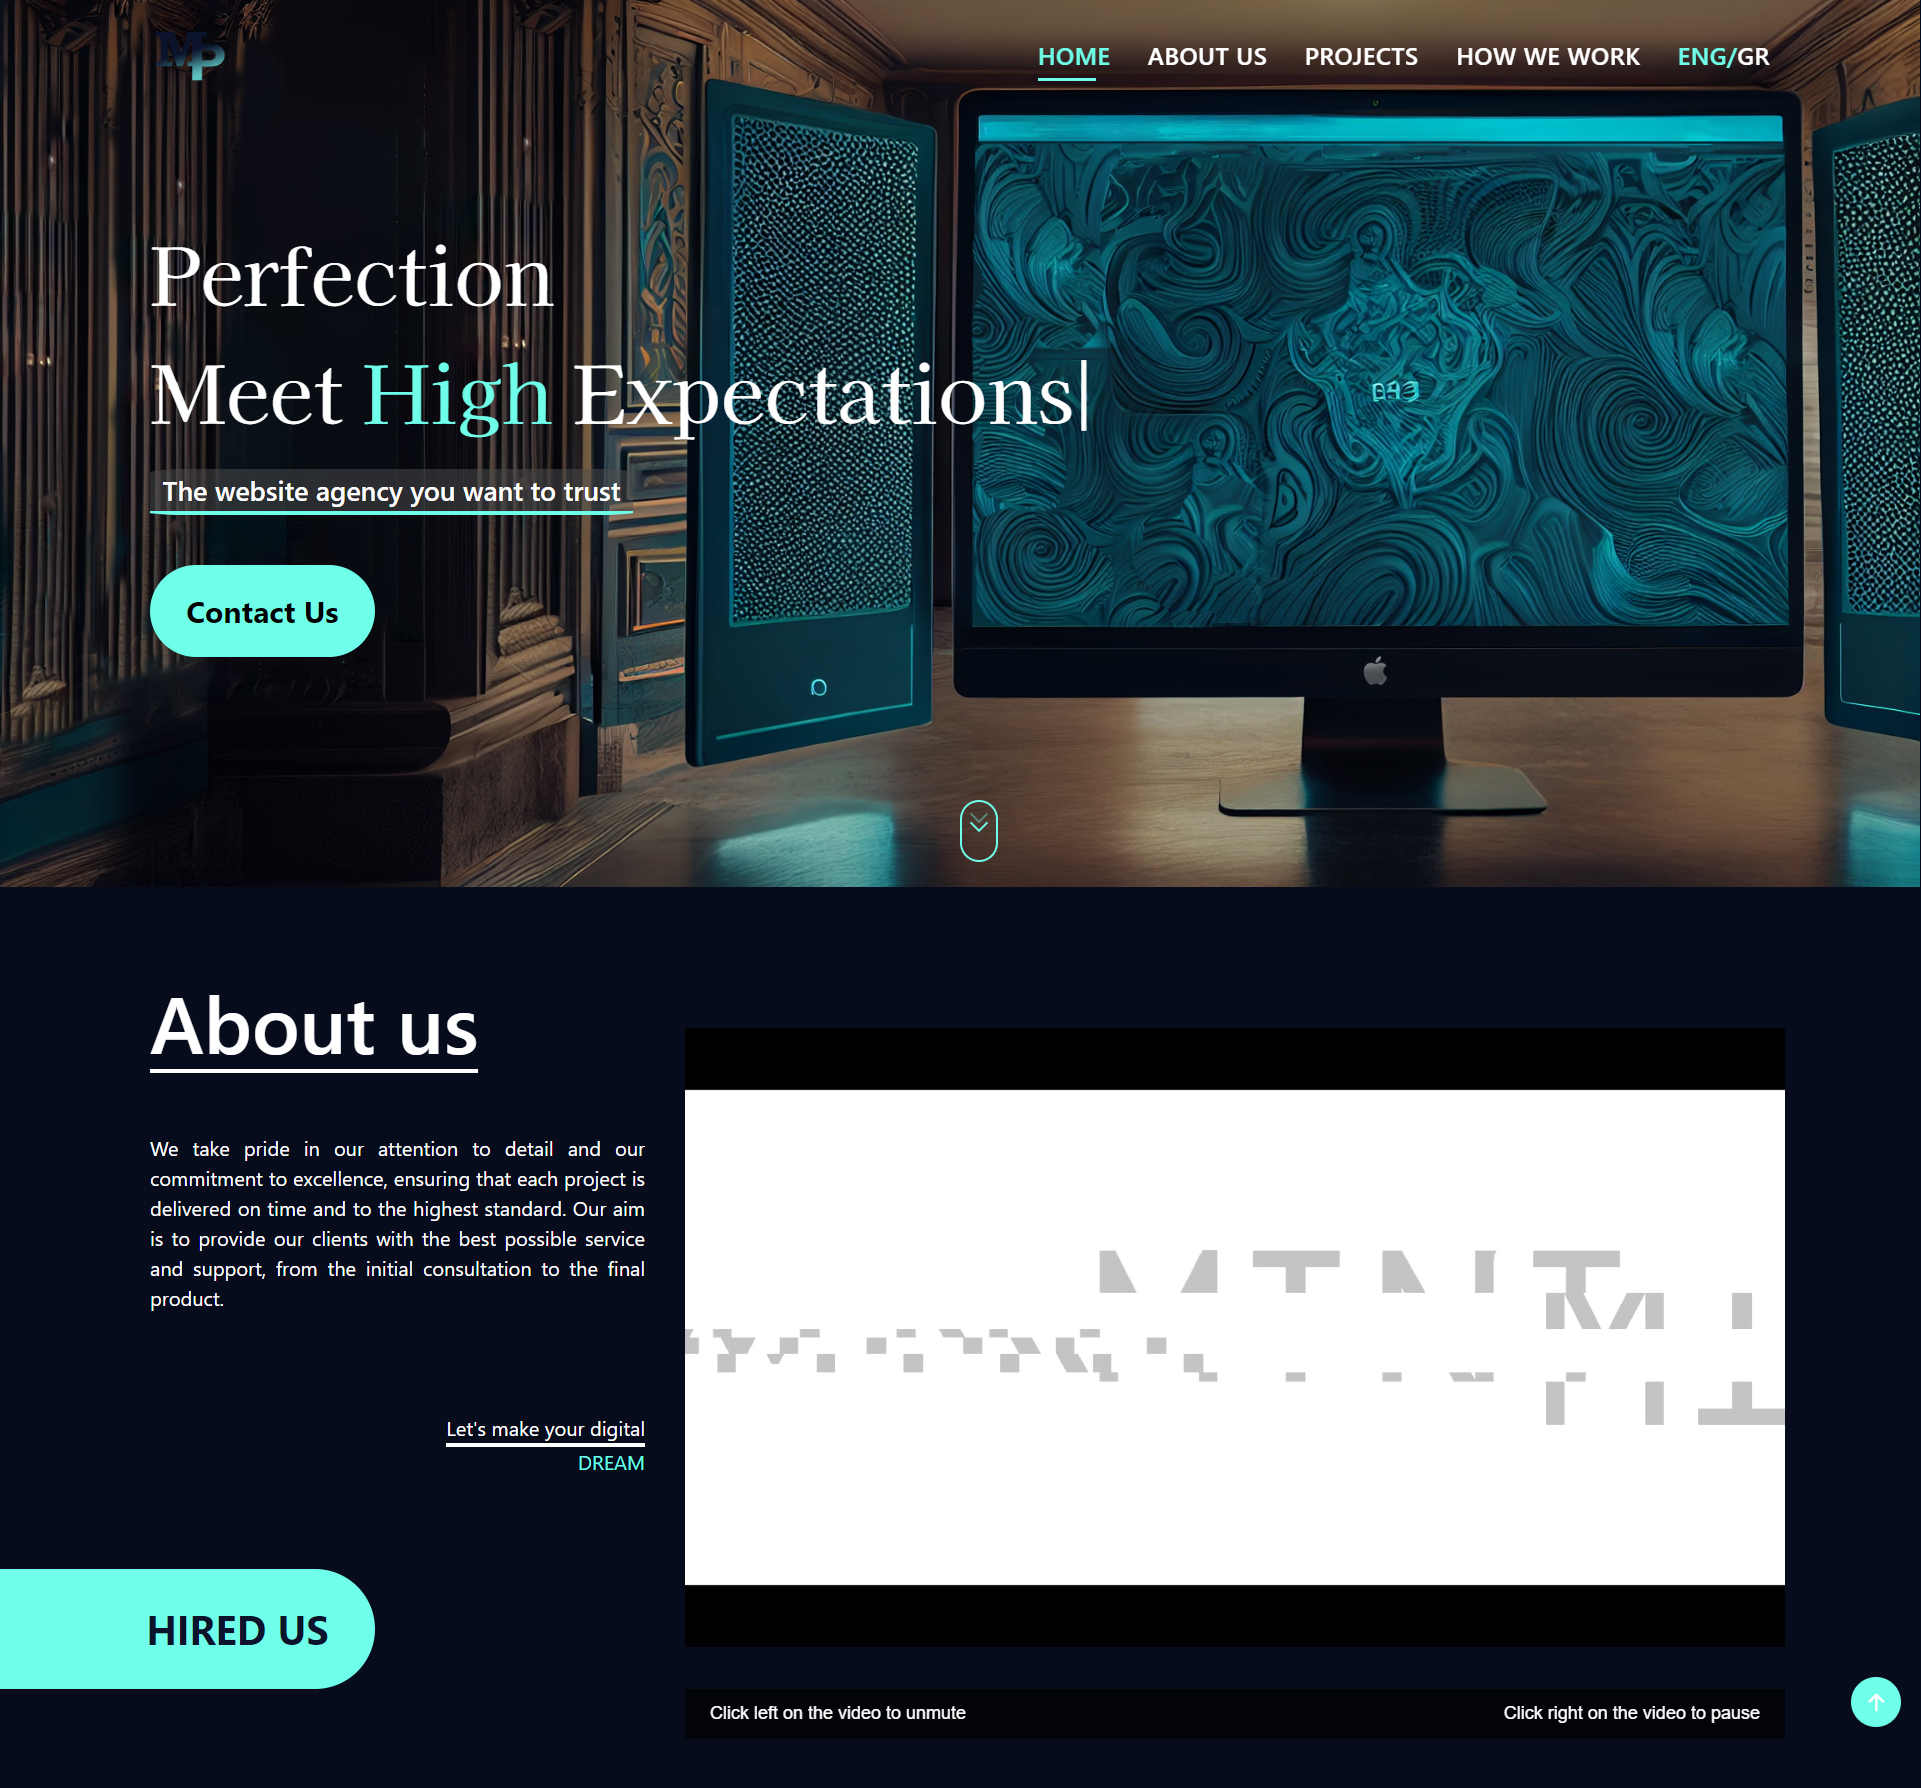 MP
HOME ABOUT US PROJECTS HOW WE WORK ENG/GR
Perfection
Meet High Expectations|
The website agency you want to trust
Contact Us
About us
We take pride in our attention to detail and our
commitment to excellence, ensuring that each project is
delivered on time and to the highest standard. Our aim
is to provide our clients with the best possible service
and support, from the initial consultation to the final
product.
Let's make your digital
DREAM
HIRED US
Click left on the video to unmute
Click right on the video to pause